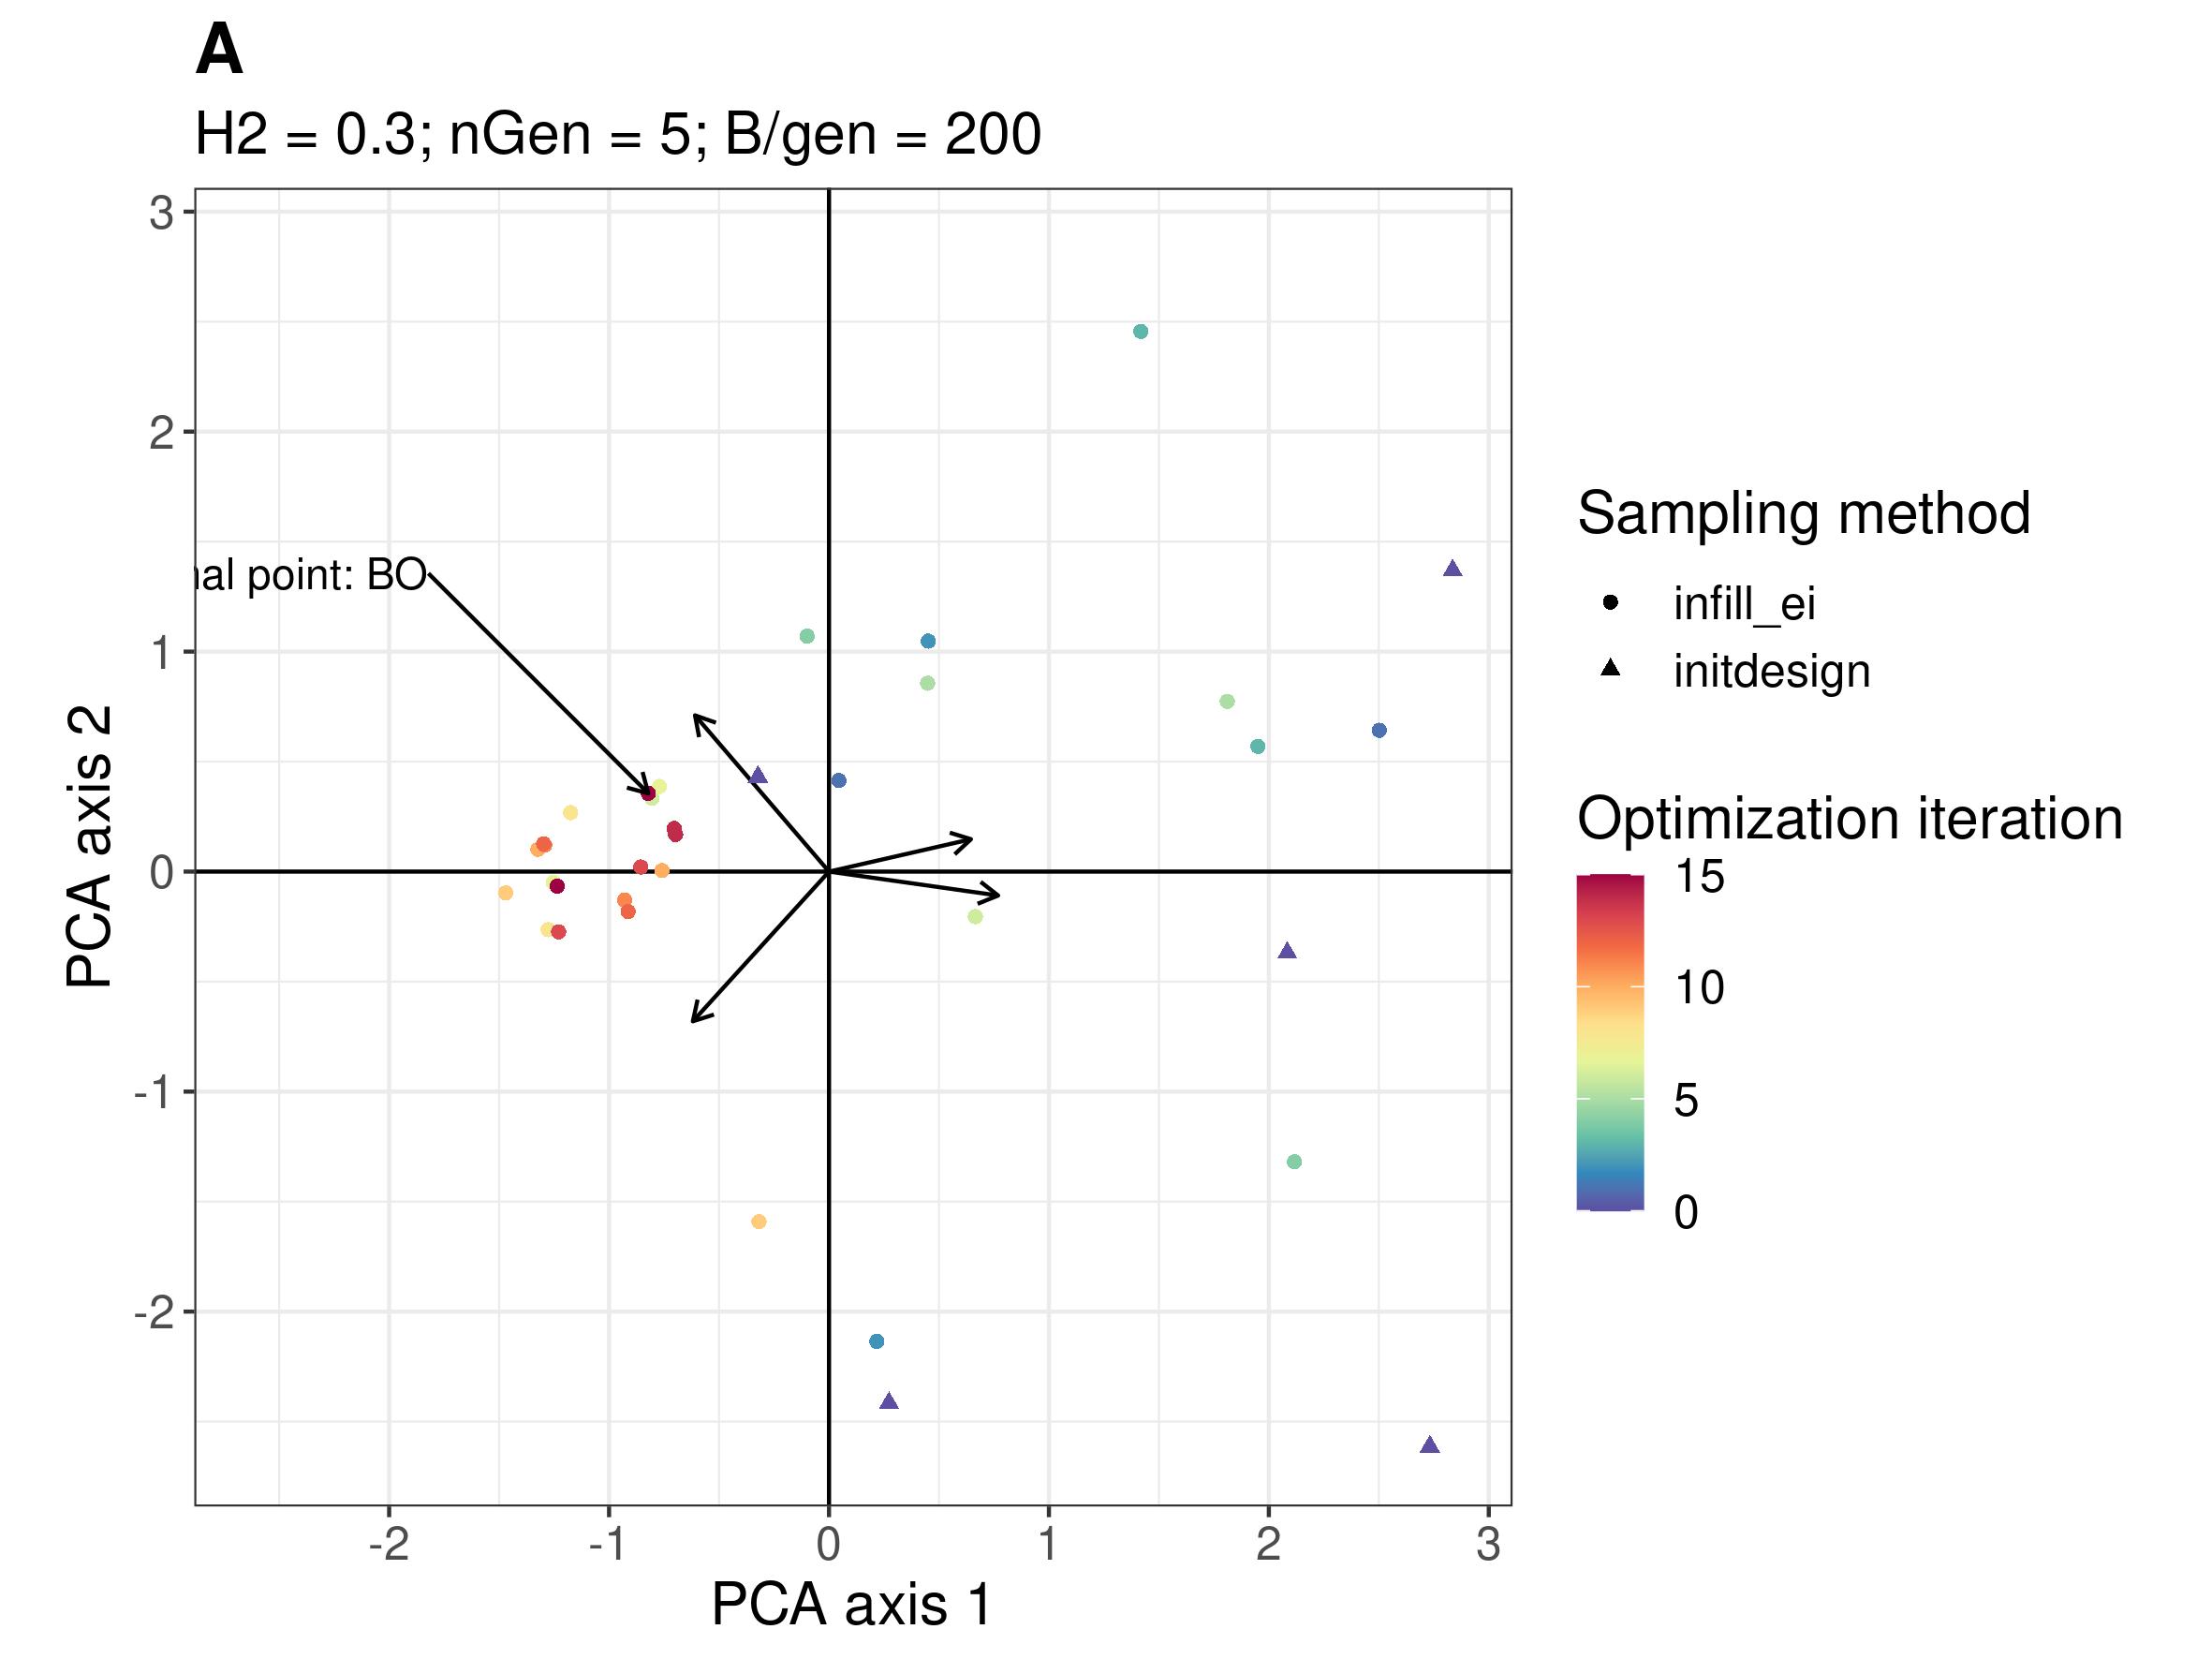 A
H2 = 0.3; nGen = 5; B/gen = 200
3
2
1
0
-1
-2
PCA axis 2
point: BO
-2
-1
0
1
2
3
PCA axis 1
Sampling method
infill_ei
initdesign
Optimization iteration
15
10
5
0